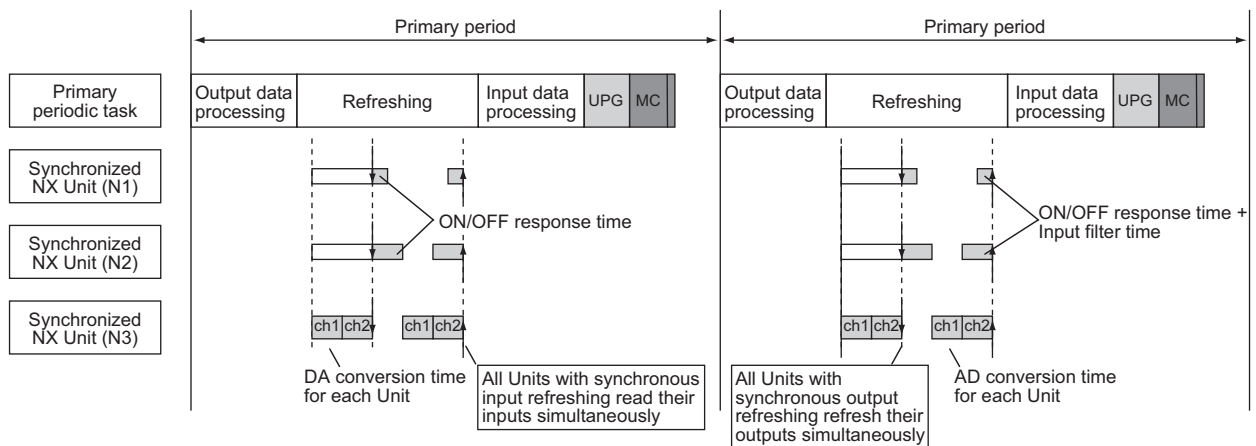 Primary period
Primary period
Primary
periodic task
Output data
processing
Refreshing
Input data
processing
UPG
MC
Output data
processing
Refreshing
Input data
processing
UPG
MC
Synchronized
NX Unit (N1)
ON/OFF response time
ON/OFF response time +
Input filter time
Synchronized
NX Unit (N2)
Synchronized
NX Unit (N3)
ch1
ch2
ch1
ch2
ch1
ch2
ch1
ch2
DA conversion time
for each Unit
All Units with synchronous
input refreshing read their
inputs simultaneously
All Units with
synchronous output
refreshing refresh their
outputs simultaneously
AD conversion time
for each Unit